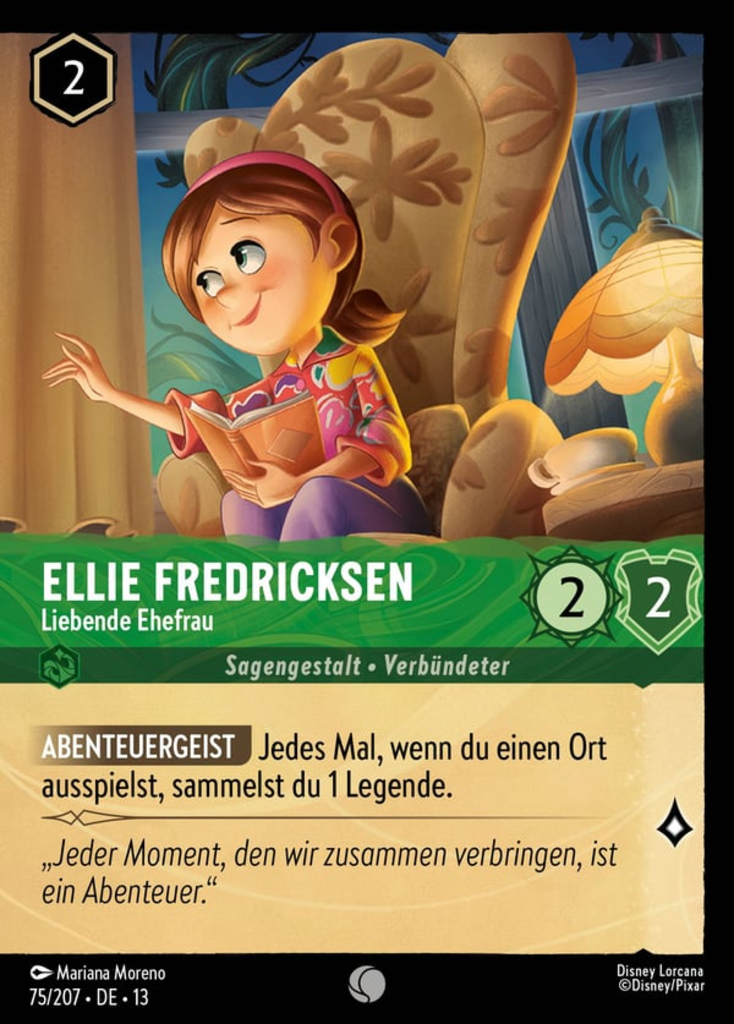 2
ELLIE FREDRICKSEN
Liebende Ehefrau
2
2
Sagengestalt • Verbündeter
ABENTEUERGEIST Jedes Mal, wenn du einen Ort
ausspielst, sammelst du 1 Legende.
„Jeder Moment, den wir zusammen verbringen, ist
ein Abenteuer.“
Mariana Moreno
75/207 • DE • 13
Disney Lorcana
©Disney/Pixar